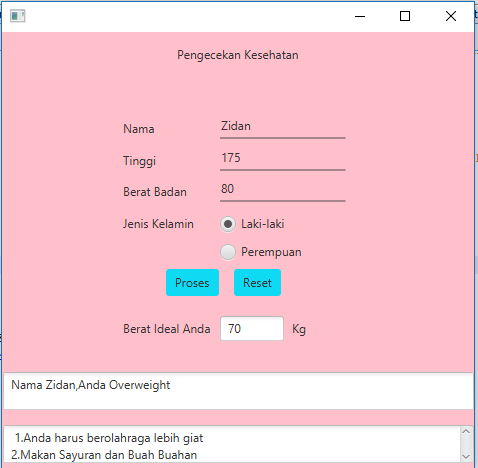 Pengecekan Kesehatan
Nama Zidan
Tinggi 175
Berat Badan 80
Jenis Kelamin Laki-laki
Perempuan
Proses Reset
Berat Ideal Anda 70 Kg
Nama Zidan,Anda Overweight
1.Anda harus berolahraga lebih giat
2.Makan Sayuran dan Buah Buahan